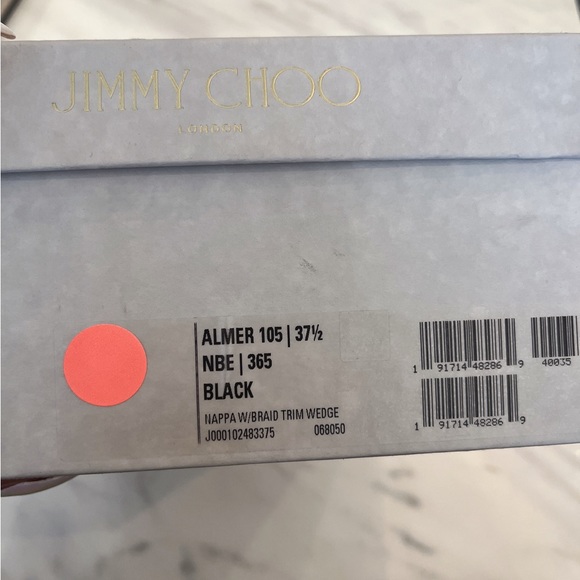 JIMMY CHOO
LONDON
ALMER 105 | 37½
NBE | 365
BLACK
NAPPA W/BRAID TRIM WEDGE
J000102483375 068050
1 91714 48286 9 40035
1 91714 48286 9